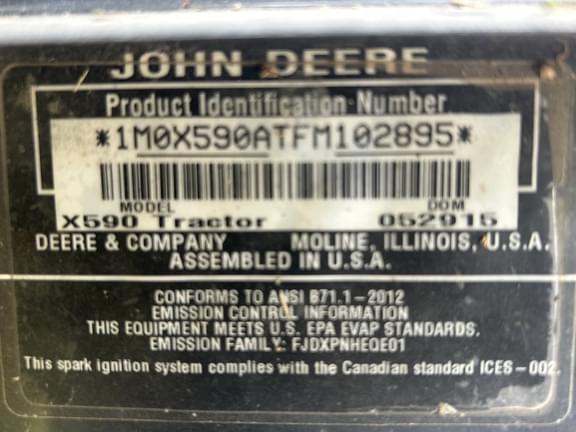 JOHN DEERE
Product Identification Number
*1M0X590ATFM102895*
MODEL DOM
X590 Tractor 052915
DEERE & COMPANY MOLINE, ILLINOIS, U.S.A.
ASSEMBLED IN U.S.A.
CONFORMS TO ANSI B71.1-2012
EMISSION CONTROL INFORMATION
THIS EQUIPMENT MEETS U.S. EPA EVAP STANDARDS.
EMISSION FAMILY: FJDXPNHEQE01
This spark ignition system complies with the Canadian standard ICES-002.